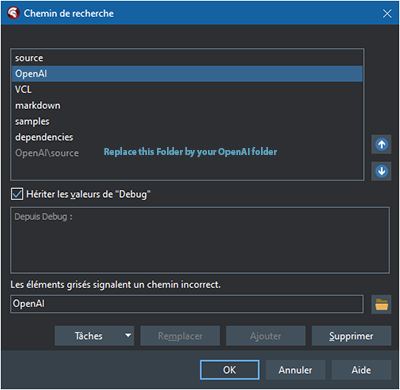 Chemin de recherche
source
OpenAI
VCL
markdown
samples
dependencies
OpenAI\source Replace this Folder by your OpenAI folder
Hériter les valeurs de "Debug"
Depuis Debug :
Les éléments grisés signalent un chemin incorrect.
OpenAI
Tâches Remplacer Ajouter Supprimer
OK Annuler Aide